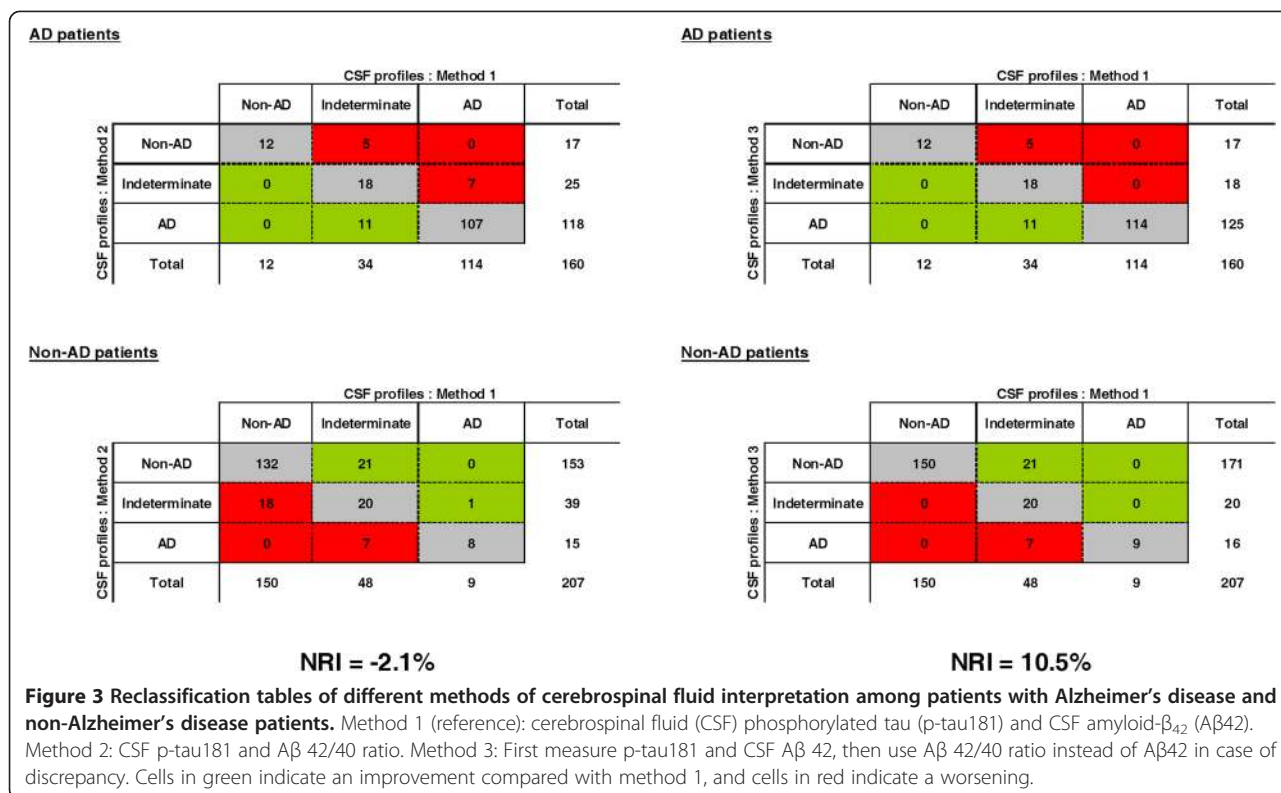 AD patients
CSF profiles : Method 1
Non-AD Indeterminate AD Total
CSF profiles : Method 2
Non-AD 12 5 0 17
Indeterminate 0 18 7 25
AD 0 11 107 118
Total 12 34 114 160
AD patients
CSF profiles : Method 1
Non-AD Indeterminate AD Total
CSF profiles : Method 3
Non-AD 12 5 0 17
Indeterminate 0 18 0 18
AD 0 11 114 125
Total 12 34 114 160
Non-AD patients
CSF profiles : Method 1
Non-AD Indeterminate AD Total
CSF profiles : Method 2
Non-AD 132 21 0 153
Indeterminate 18 20 1 39
AD 0 7 8 15
Total 150 48 9 207
NRI = -2.1%
Non-AD patients
CSF profiles : Method 1
Non-AD Indeterminate AD Total
CSF profiles : Method 3
Non-AD 150 21 0 171
Indeterminate 0 20 0 20
AD 0 7 9 16
Total 150 48 9 207
NRI = 10.5%
Figure 3 Reclassification tables of different methods of cerebrospinal fluid interpretation among patients with Alzheimer's disease and
non-Alzheimer's disease patients. Method 1 (reference): cerebrospinal fluid (CSF) phosphorylated tau (p-tau181) and CSF amyloid-β₄₂ (Aβ42).
Method 2: CSF p-tau181 and Aβ 42/40 ratio. Method 3: First measure p-tau181 and CSF Aβ 42, then use Aβ 42/40 ratio instead of Aβ42 in case of
discrepancy. Cells in green indicate an improvement compared with method 1, and cells in red indicate a worsening.